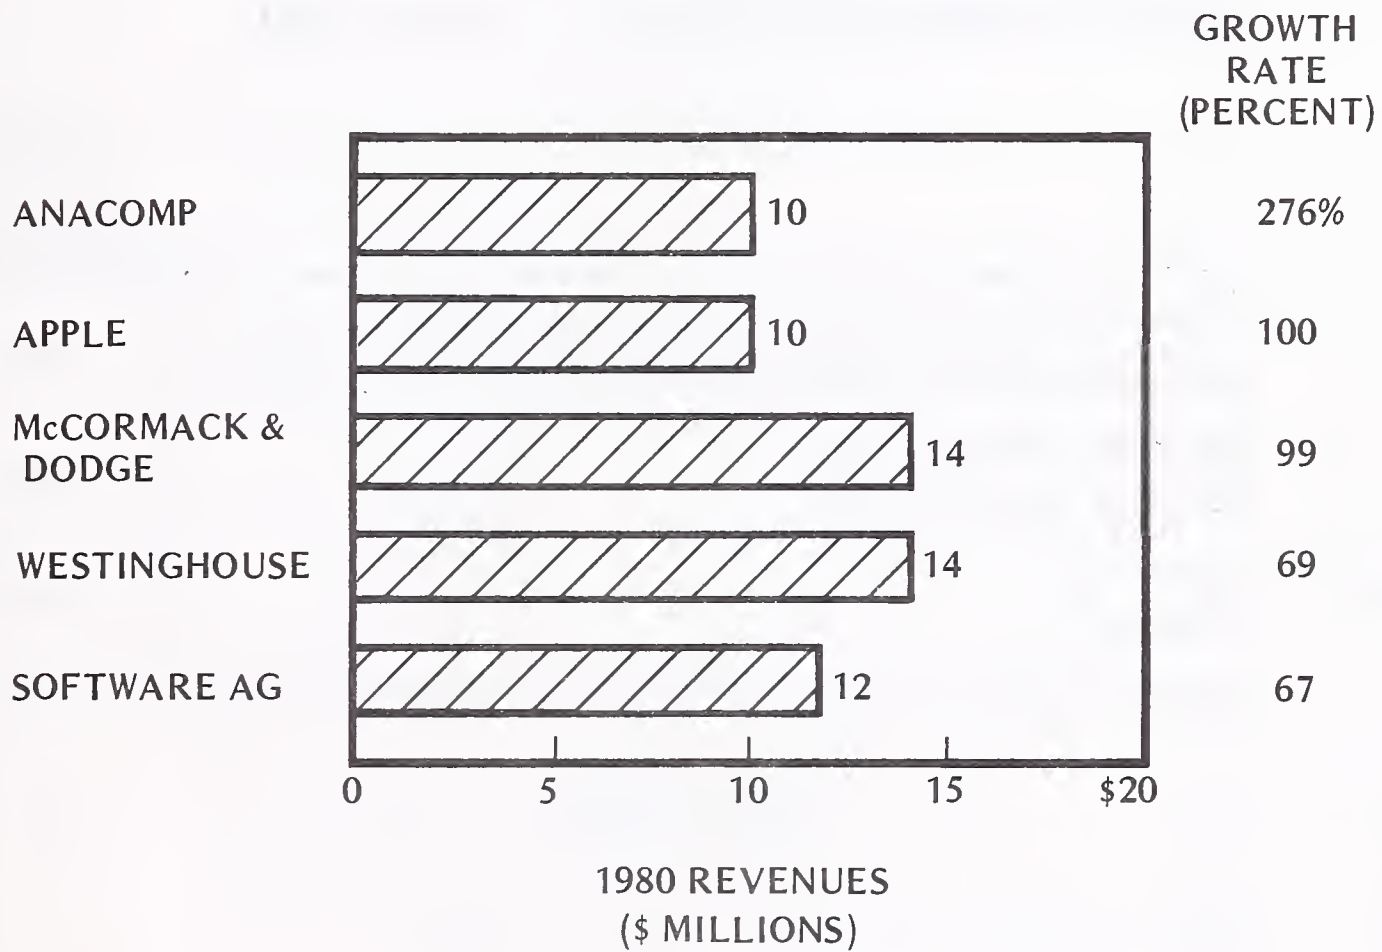 GROWTH
RATE
(PERCENT)
ANACOMP 10 276%
APPLE 10 100
McCORMACK &
DODGE 14 99
WESTINGHOUSE 14 69
SOFTWARE AG 12 67
0 5 10 15 $20
1980 REVENUES
($ MILLIONS)